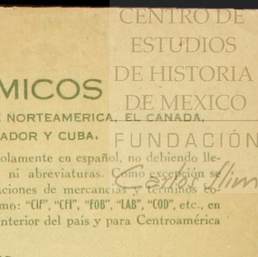 CENTRO DE
ESTUDIOS
DE HISTORIA
DE MEXICO
FUNDACIÓN
MICOS
NORTEAMERICA, EL CANADA,
ADOR Y CUBA.
olamente en español, no debiendo lle-
ni abreviaturas. Como excepción se
ciones de mercancías y términos co-
mo: "CIF", "CFI", "FOB", "LAB", "COD", etc., en
nterior del país y para Centroamérica